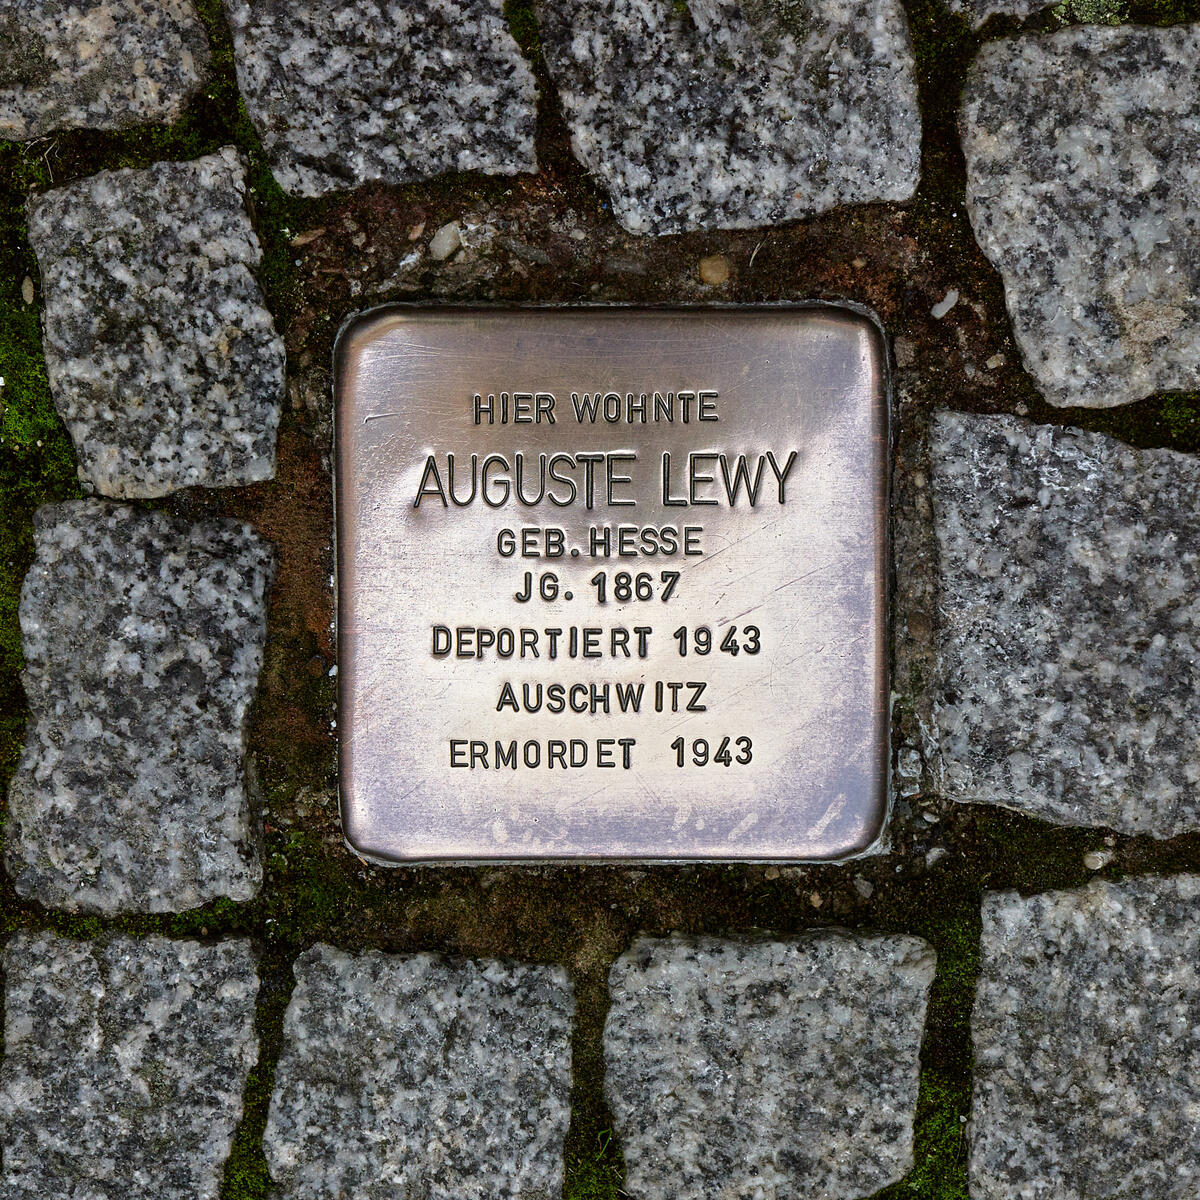 HIER WOHNTE
AUGUSTE LEWY
GEB. HESSE
JG. 1867
DEPORTIERT 1943
AUSCHWITZ
ERMORDET 1943